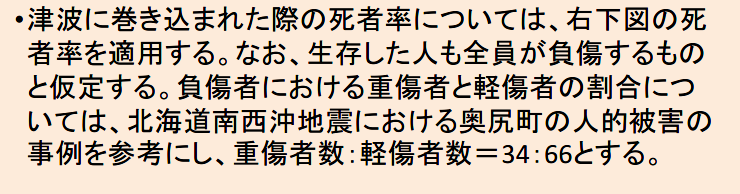 •津波に巻き込まれた際の死者率については、右下図の死
者率を適用する。なお、生存した人も全員が負傷するもの
と仮定する。負傷者における重傷者と軽傷者の割合につ
いては、北海道南西沖地震における奥尻町の人的被害の
事例を参考にし、重傷者数：軽傷者数＝34：66とする。